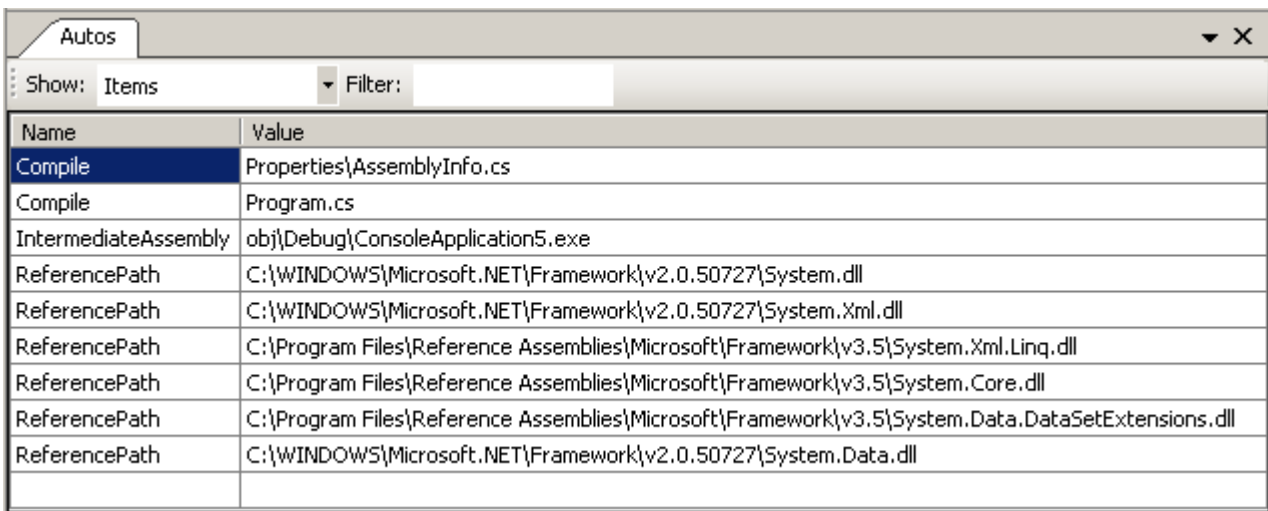 Autos
Show: Items Filter:
Name Value
Compile Properties\AssemblyInfo.cs
Compile Program.cs
IntermediateAssembly obj\Debug\ConsoleApplication5.exe
ReferencePath C:\WINDOWS\Microsoft.NET\Framework\v2.0.50727\System.dll
ReferencePath C:\WINDOWS\Microsoft.NET\Framework\v2.0.50727\System.Xml.dll
ReferencePath C:\Program Files\Reference Assemblies\Microsoft\Framework\v3.5\System.Xml.Linq.dll
ReferencePath C:\Program Files\Reference Assemblies\Microsoft\Framework\v3.5\System.Core.dll
ReferencePath C:\Program Files\Reference Assemblies\Microsoft\Framework\v3.5\System.Data.DataSetExtensions.dll
ReferencePath C:\WINDOWS\Microsoft.NET\Framework\v2.0.50727\System.Data.dll